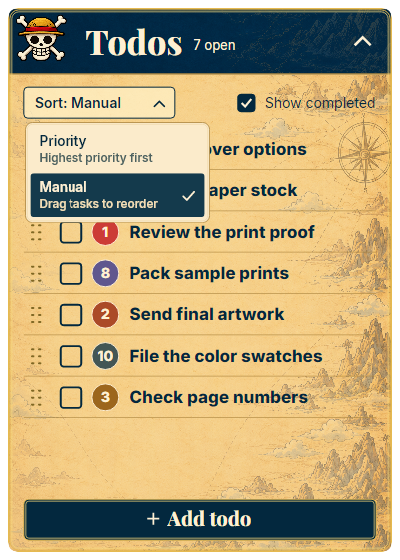 Todos 7 open
Sort: Manual Show completed
Priority
Highest priority first
Manual
Drag tasks to reorder
over options
aper stock
1 Review the print proof
8 Pack sample prints
2 Send final artwork
10 File the color swatches
3 Check page numbers
+ Add todo